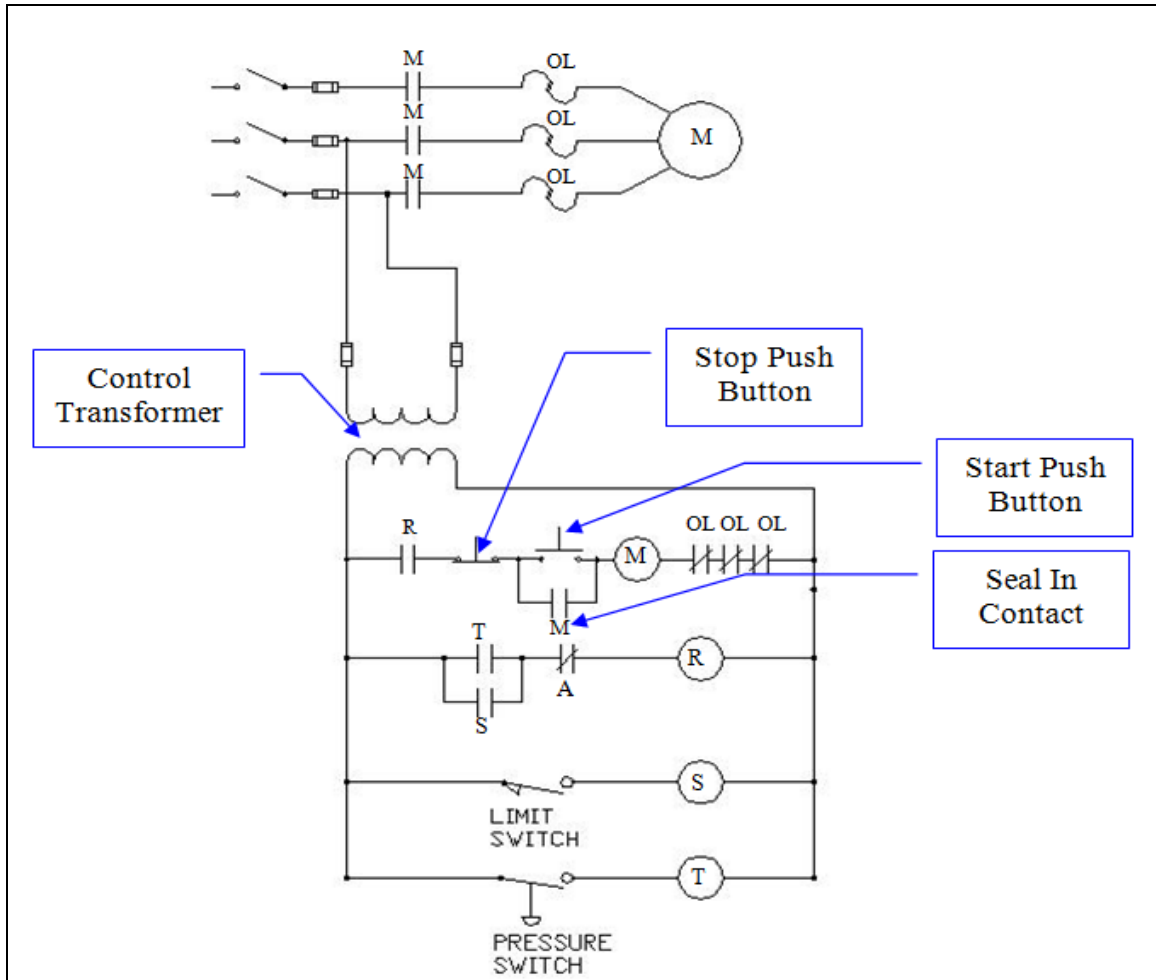 M
OL
M
OL
M
M
OL
Control
Transformer
Stop Push
Button
Start Push
Button
R
M
OL OL OL
Seal In
Contact
M
T
R
A
S
S
LIMIT
SWITCH
T
PRESSURE
SWITCH